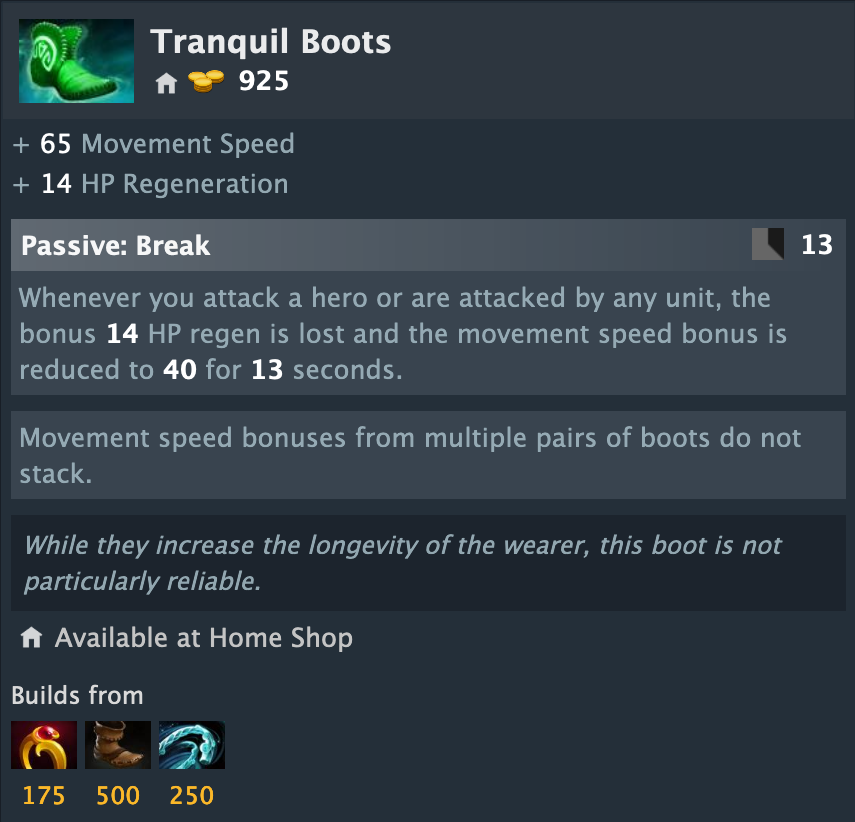 Tranquil Boots
925
+ 65 Movement Speed
+ 14 HP Regeneration
Passive: Break 13
Whenever you attack a hero or are attacked by any unit, the
bonus 14 HP regen is lost and the movement speed bonus is
reduced to 40 for 13 seconds.
Movement speed bonuses from multiple pairs of boots do not
stack.
While they increase the longevity of the wearer, this boot is not
particularly reliable.
Available at Home Shop
Builds from
175 500 250